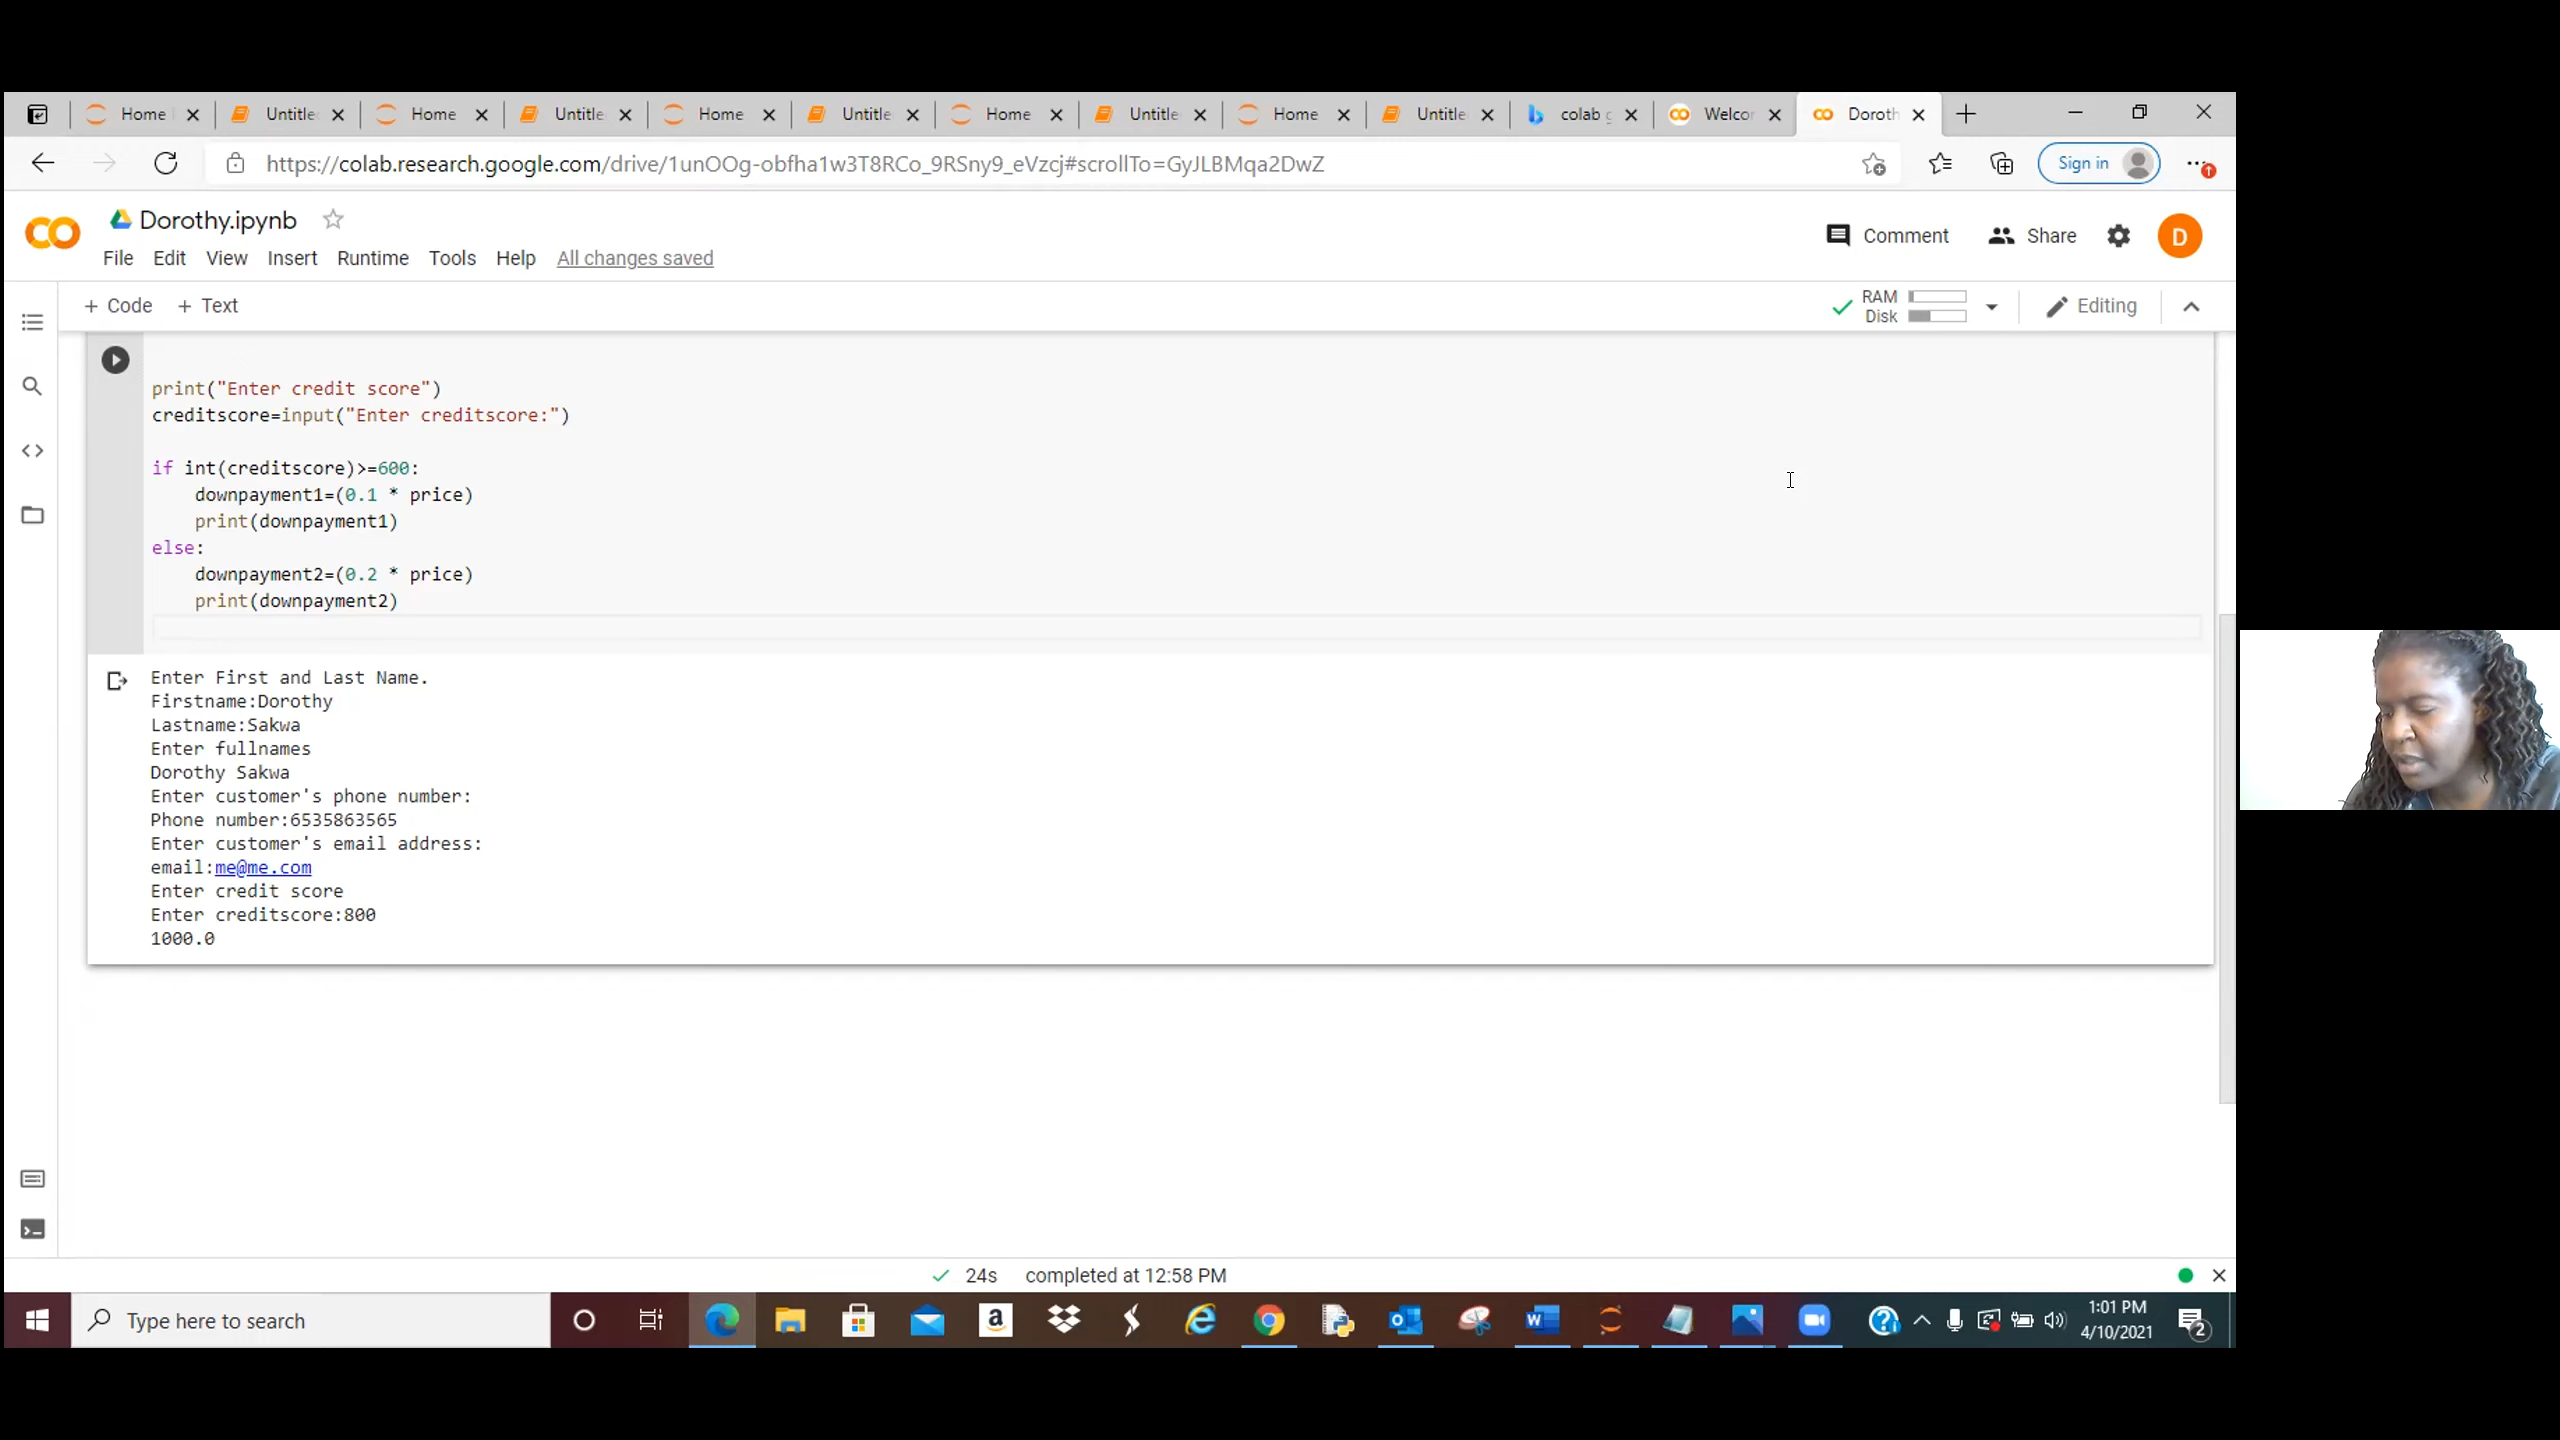 Home
Untitle
Home
Untitle
Home
Untitle
Home
Untitle
Home
Untitle
colab g
Welcor
Doroth
https://colab.research.google.com/drive/1unOOg-obfha1w3T8RCo_9RSny9_eVzcj#scrollTo=GyJLBMqa2DwZ
Sign in
Dorothy.ipynb
Comment
Share
D
File Edit View Insert Runtime Tools Help All changes saved
+ Code + Text
RAM
Disk
Editing
print("Enter credit score")
creditscore=input("Enter creditscore:")
if int(creditscore)>=600:
downpayment1=(0.1 * price)
print(downpayment1)
else:
downpayment2=(0.2 * price)
print(downpayment2)
Enter First and Last Name.
Firstname:Dorothy
Lastname:Sakwa
Enter fullnames
Dorothy Sakwa
Enter customer's phone number:
Phone number:6535863565
Enter customer's email address:
email:me@me.com
Enter credit score
Enter creditscore:800
1000.0
24s completed at 12:58 PM
Type here to search
1:01 PM
4/10/2021
2